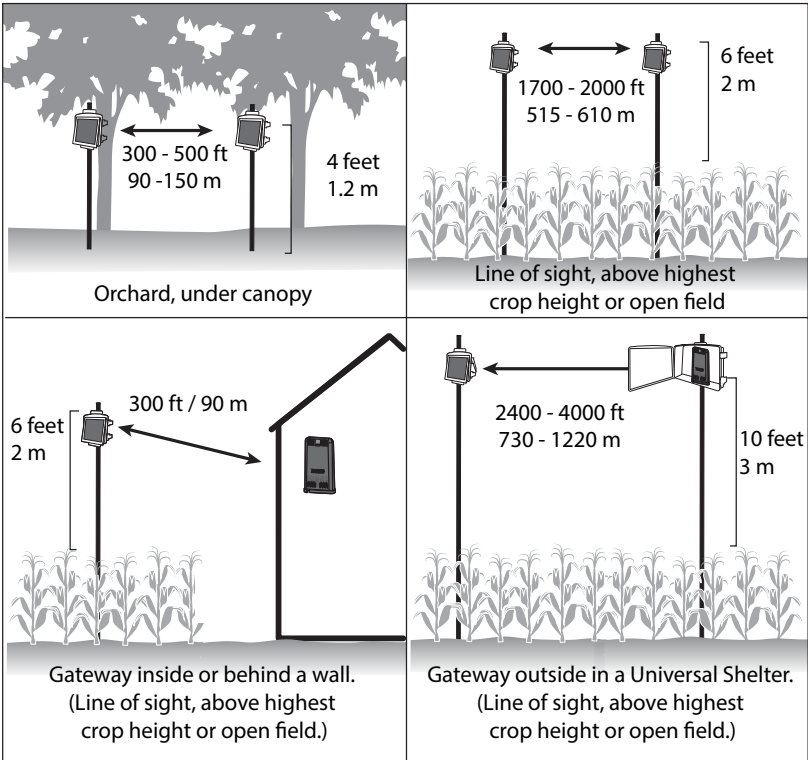 300 - 500 ft
90 -150 m
4 feet
1.2 m
Orchard, under canopy
1700 - 2000 ft
515 - 610 m
6 feet
2 m
Line of sight, above highest
crop height or open field
6 feet
2 m
300 ft / 90 m
Gateway inside or behind a wall.
(Line of sight, above highest
crop height or open field.)
2400 - 4000 ft
730 - 1220 m
10 feet
3 m
Gateway outside in a Universal Shelter.
(Line of sight, above highest
crop height or open field.)